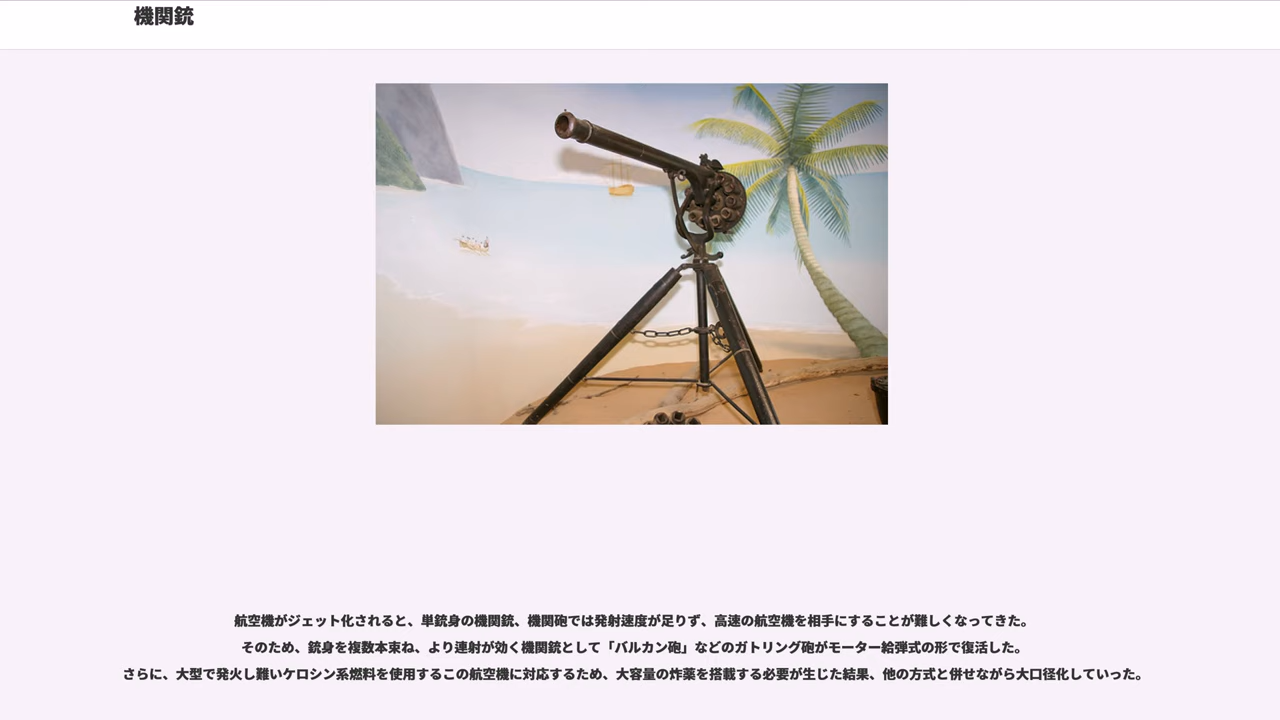 機関銃
航空機がジェット化されると、単銃身の機関銃、機関砲では発射速度が足りず、高速の航空機を相手にすることが難しくなってきた。
そのため、銃身を複数本束ね、より連射が効く機関銃として「バルカン砲」などのガトリング砲がモーター給弾式の形で復活した。
さらに、大型で発火し難いケロシン系燃料を使用するこの航空機に対応するため、大容量の炸薬を搭載する必要が生じた結果、他の方式と併せながら大口径化していった。